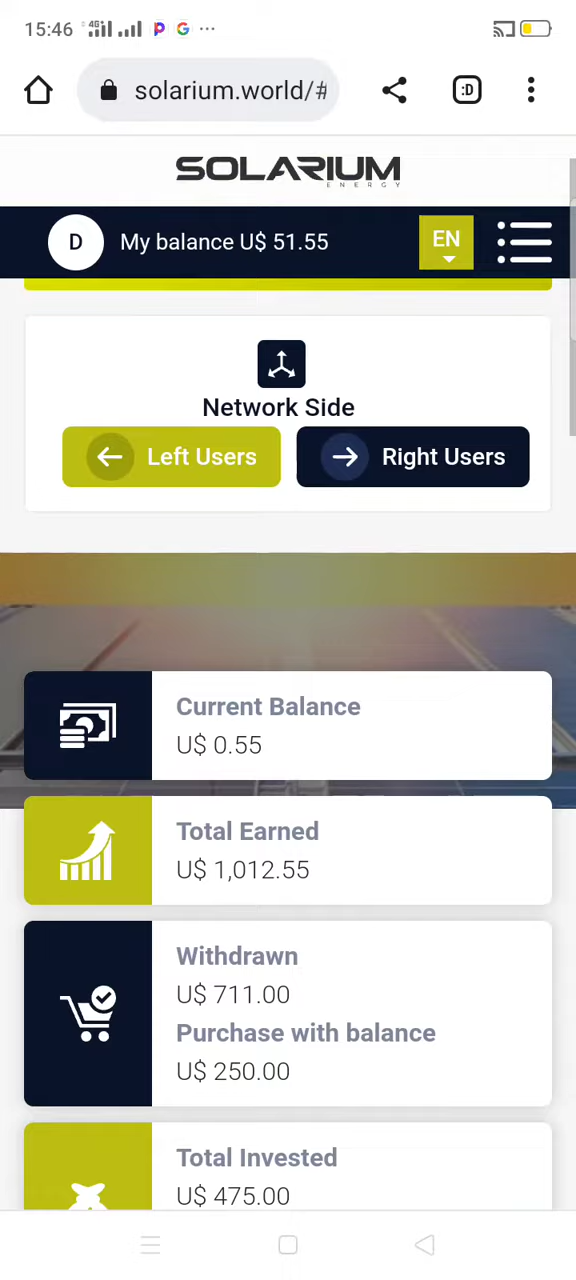 15:46 4G
solarium.world/#
:D
SOLARIUM
ENERGY
D My balance U$ 51.55 EN
Network Side
Left Users Right Users
Current Balance
U$ 0.55
Total Earned
U$ 1,012.55
Withdrawn
U$ 711.00
Purchase with balance
U$ 250.00
Total Invested
U$ 475.00